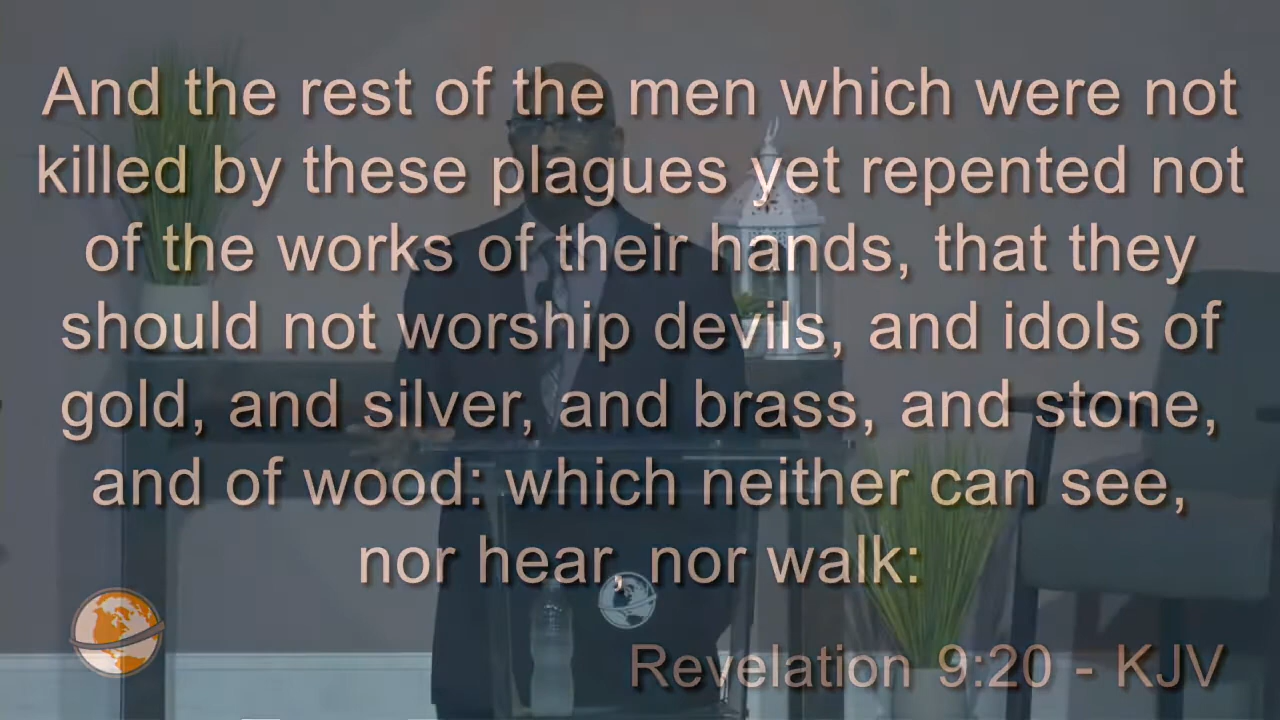 And the rest of the men which were not
killed by these plagues yet repented not
of the works of their hands, that they
should not worship devils, and idols of
gold, and silver, and brass, and stone,
and of wood: which neither can see,
nor hear, nor walk:
Revelation 9:20 - KJV